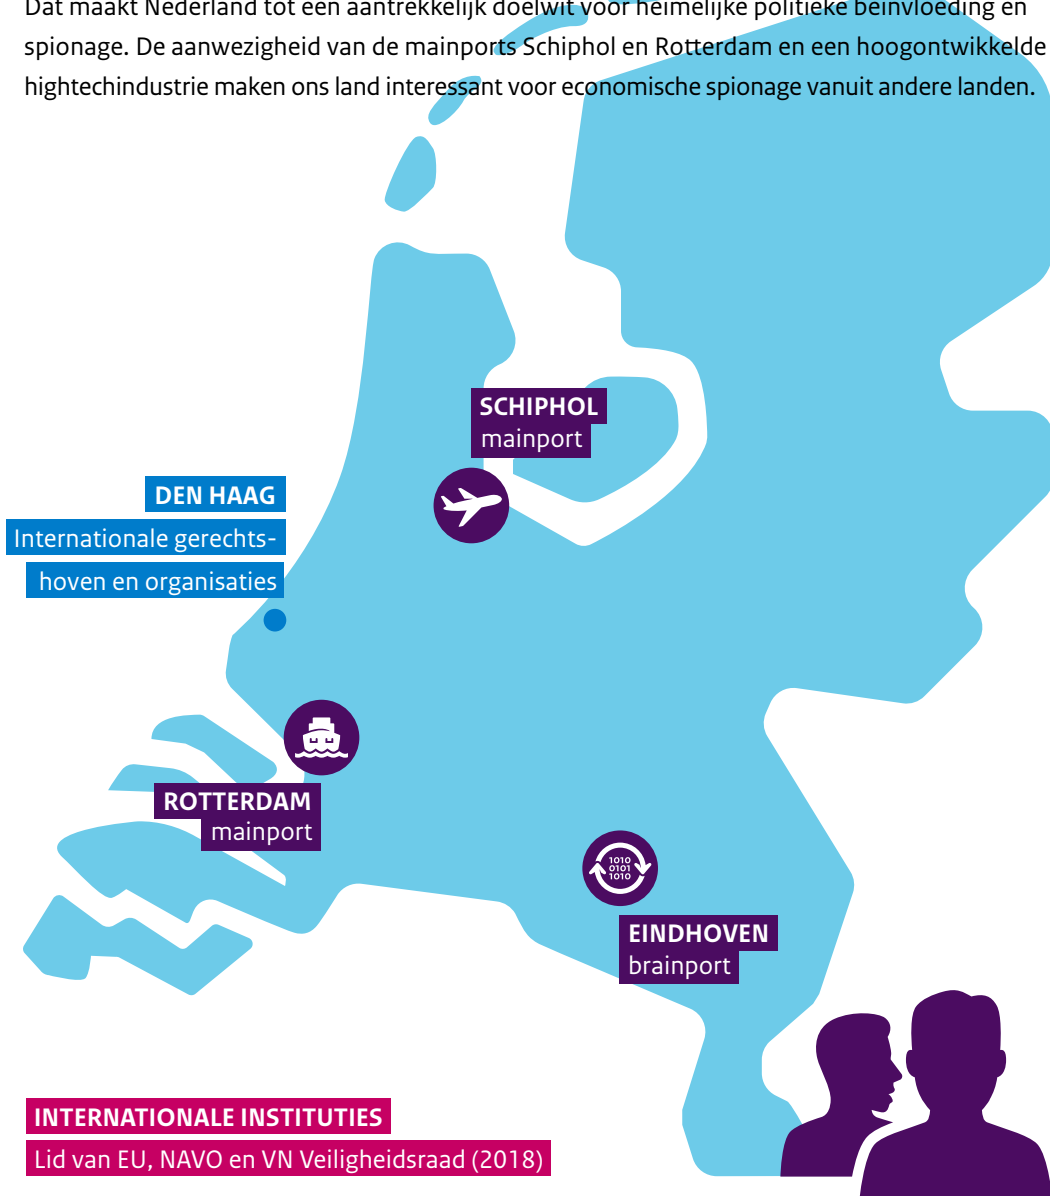 Dat maakt Nederland tot een aantrekkelijk doelwit voor heimelijke politieke beïnvloeding en
spionage. De aanwezigheid van de mainports Schiphol en Rotterdam en een hoogontwikkelde
hightechindustrie maken ons land interessant voor economische spionage vanuit andere landen.
SCHIPHOL
mainport
DEN HAAG
Internationale gerechts-
hoven en organisaties
ROTTERDAM
mainport
1010
0101
1010
EINDHOVEN
brainport
INTERNATIONALE INSTITUTIES
Lid van EU, NAVO en VN Veiligheidsraad (2018)